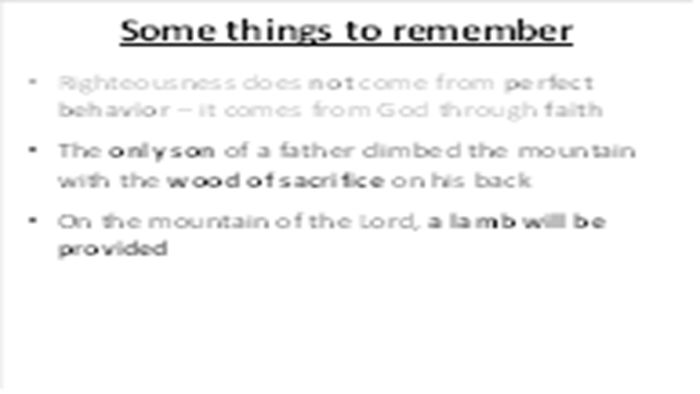 Some things to remember
• Righteousness does not come from perfect
behavior – it comes from God through faith
• The only son of a father climbed the mountain
with the wood of sacrifice on his back
• On the mountain of the Lord, a lamb will be
provided